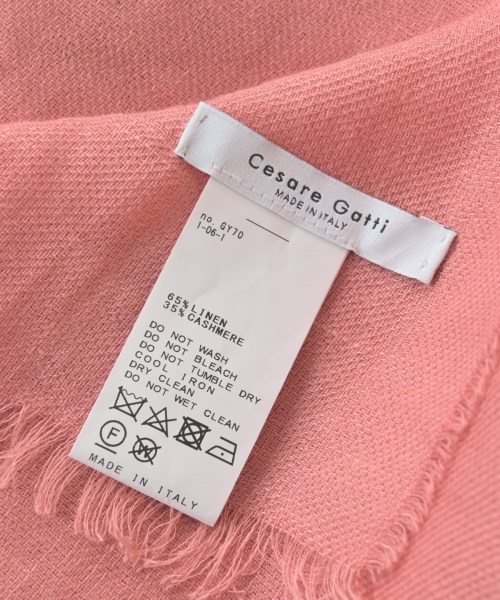 Cesare Gatti
MADE IN ITALY
no. GY70
1-06-1
65% LINEN
35% CASHMERE
DO NOT WASH
DO NOT BLEACH
DO NOT TUMBLE DRY
COOL IRON
DRY CLEAN
DO NOT WET CLEAN
F W
MADE IN ITALY